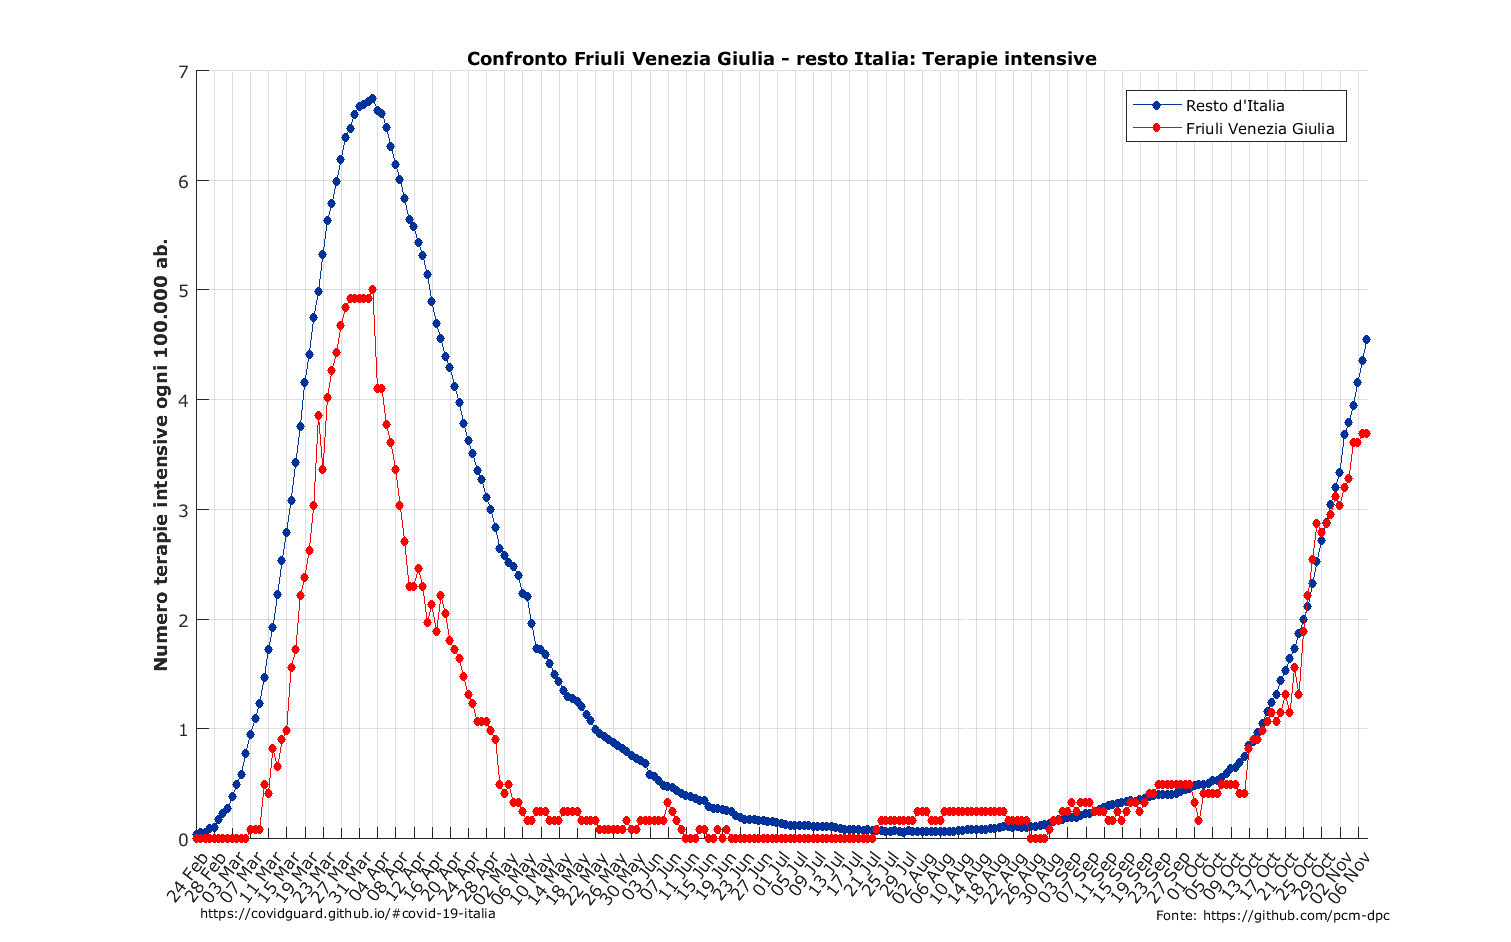 Confronto Friuli Venezia Giulia - resto Italia: Terapie intensive
Resto d'Italia
Friuli Venezia Giulia
Numero terapie intensive ogni 100.000 ab.
7
6
5
4
3
2
1
0
24 Feb
28 Feb
03 Mar
07 Mar
11 Mar
15 Mar
19 Mar
23 Mar
27 Mar
31 Mar
04 Apr
08 Apr
12 Apr
16 Apr
20 Apr
24 Apr
28 Apr
02 May
06 May
10 May
14 May
18 May
22 May
26 May
30 May
03 Jun
07 Jun
11 Jun
15 Jun
19 Jun
23 Jun
27 Jun
01 Jul
05 Jul
09 Jul
13 Jul
17 Jul
21 Jul
25 Jul
29 Jul
02 Aug
06 Aug
10 Aug
14 Aug
18 Aug
22 Aug
26 Aug
30 Aug
03 Sep
07 Sep
11 Sep
15 Sep
19 Sep
23 Sep
27 Sep
01 Oct
05 Oct
09 Oct
13 Oct
17 Oct
21 Oct
25 Oct
29 Oct
02 Nov
06 Nov
https://covidguard.github.io/#covid-19-italia
Fonte: https://github.com/pcm-dpc